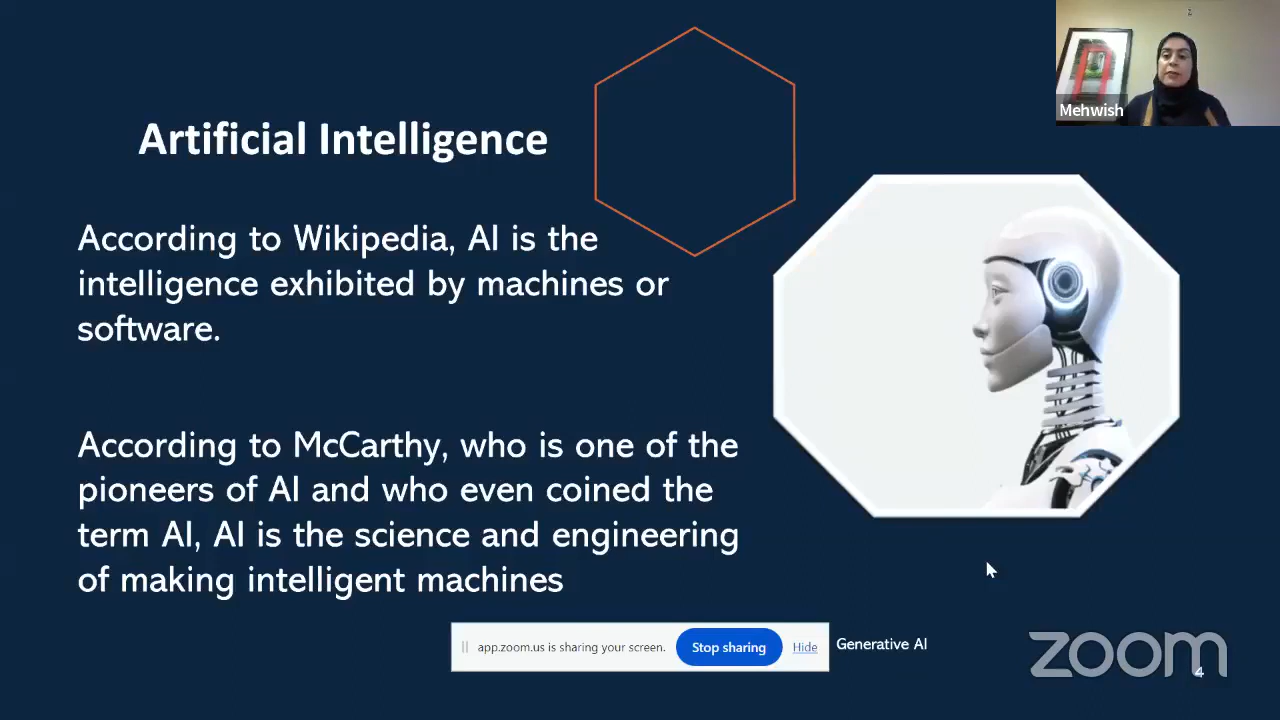 Mehwish
Artificial Intelligence
According to Wikipedia, AI is the
intelligence exhibited by machines or
software.
According to McCarthy, who is one of the
pioneers of AI and who even coined the
term AI, AI is the science and engineering
of making intelligent machines
app.zoom.us is sharing your screen. Stop sharing Hide
Generative AI
zoom
4